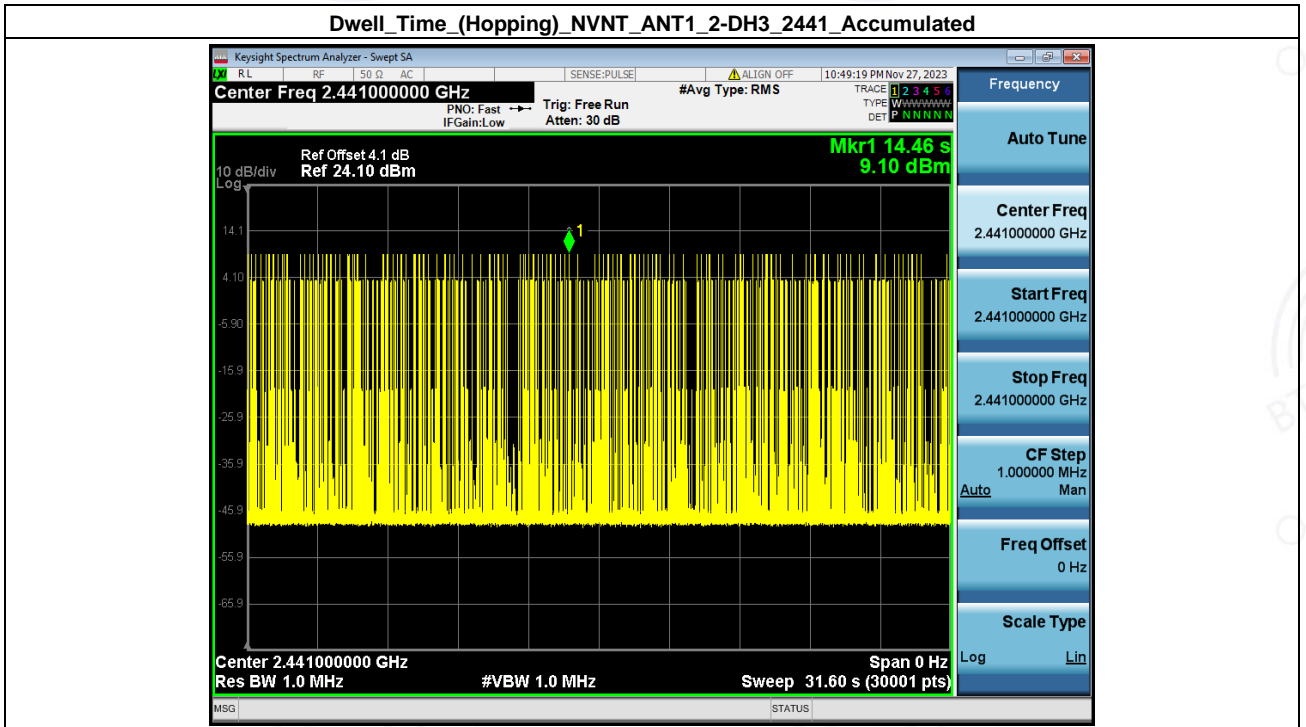 Dwell_Time_(Hopping)_NVNT_ANT1_2-DH3_2441_Accumulated
Keysight Spectrum Analyzer - Swept SA
LXI RL RF 50 Ω AC SENSE:PULSE ALIGN OFF 10:49:19 PM Nov 27, 2023
Center Freq 2.441000000 GHz
#Avg Type: RMS
TRACE 1 2 3 4 5 6
PNO: Fast
Trig: Free Run
TYPE WWWWWW
IFGain:Low
Atten: 30 dB
DET P N N N N N
Mkr1 14.46 s
9.10 dBm
Ref Offset 4.1 dB
10 dB/div Ref 24.10 dBm
Log
1
14.1
4.10
-5.90
-15.9
-25.9
-35.9
-45.9
-55.9
-65.9
Center 2.441000000 GHz Span 0 Hz
Res BW 1.0 MHz #VBW 1.0 MHz Sweep 31.60 s (30001 pts)
MSG STATUS
Frequency
Auto Tune
Center Freq
2.441000000 GHz
Start Freq
2.441000000 GHz
Stop Freq
2.441000000 GHz
CF Step
1.000000 MHz
Auto Man
Freq Offset
0 Hz
Scale Type
Log Lin